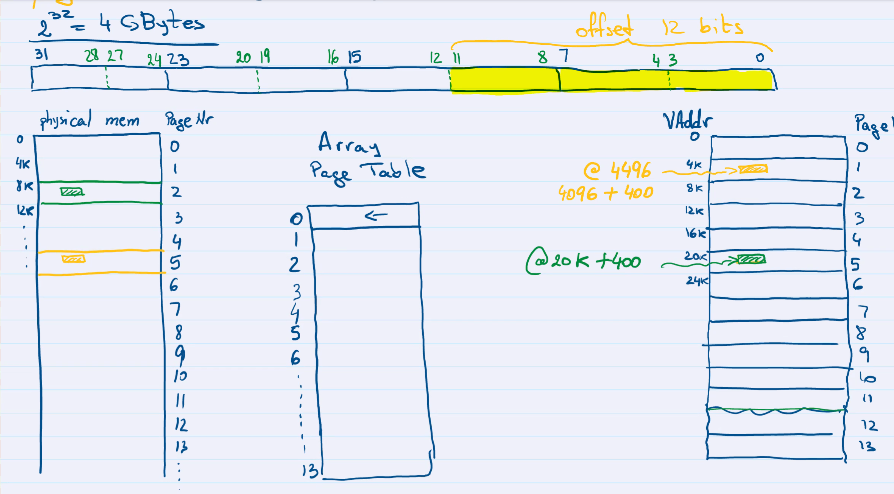 2^32 = 4 GBytes
offset 12 bits
31 28 27 24 23 20 19 16 15 12 11 8 7 4 3 0
physical mem Page Nr
0
4K
8K
12K
0
1
2
3
4
5
6
7
8
9
10
11
12
13
Array
Page Table
0 ←
1
2
3
4
5
6
13
@ 4496
4096 + 400
@20K +400
VAddr Page
0
4K
8K
12K
16K
20K
24K
0
1
2
3
4
5
6
7
8
9
10
11
12
13